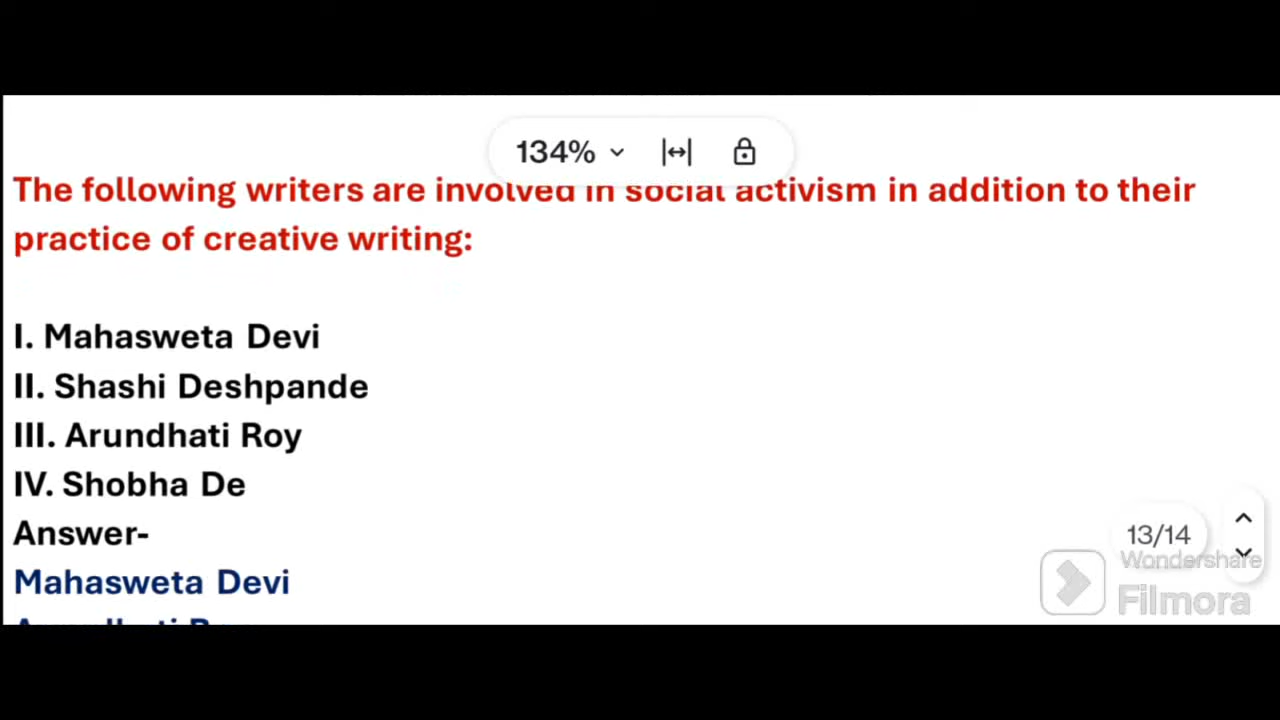 134%
The following writers are involved in social activism in addition to their
practice of creative writing:
I. Mahasweta Devi
II. Shashi Deshpande
III. Arundhati Roy
IV. Shobha De
Answer-
Mahasweta Devi
13/14
Wondershare
Filmora